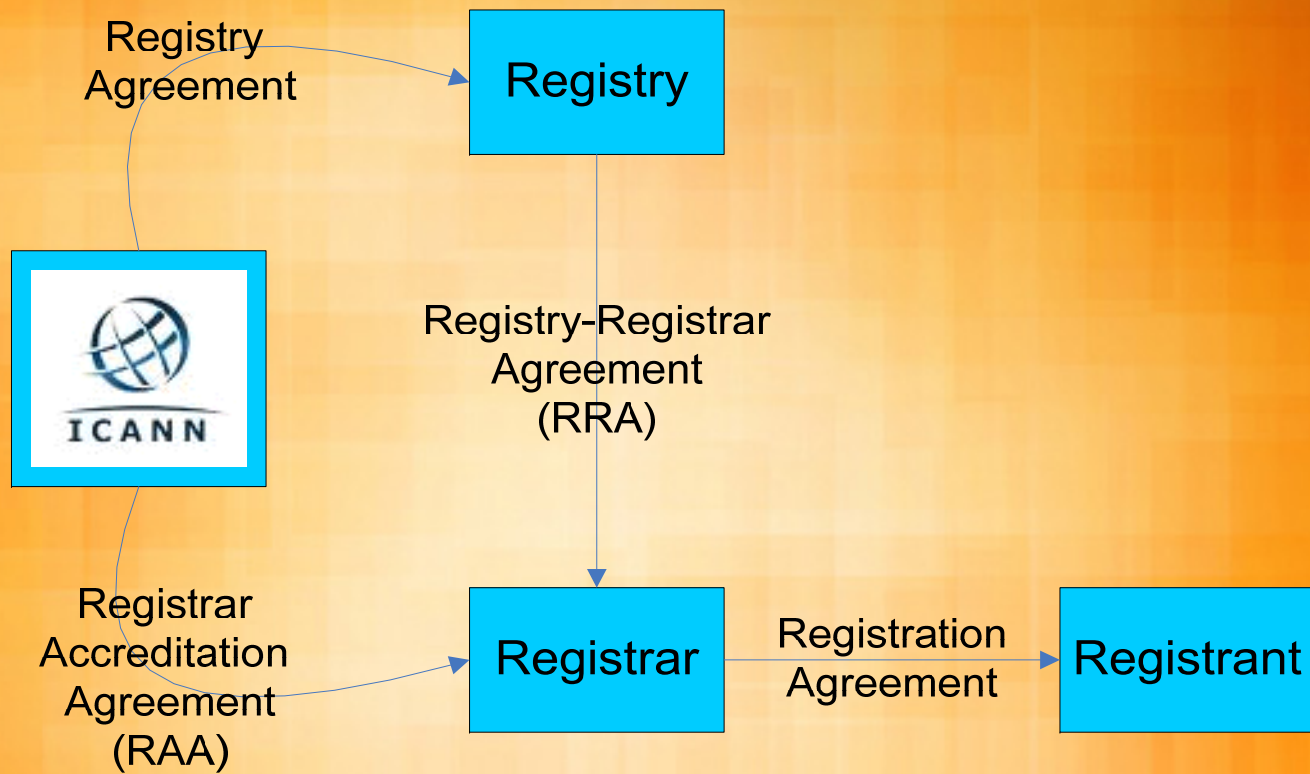 Registry
Agreement
Registry
ICANN
Registry-Registrar
Agreement
(RRA)
Registrar
Accreditation
Agreement
(RAA)
Registrar
Registration
Agreement
Registrant